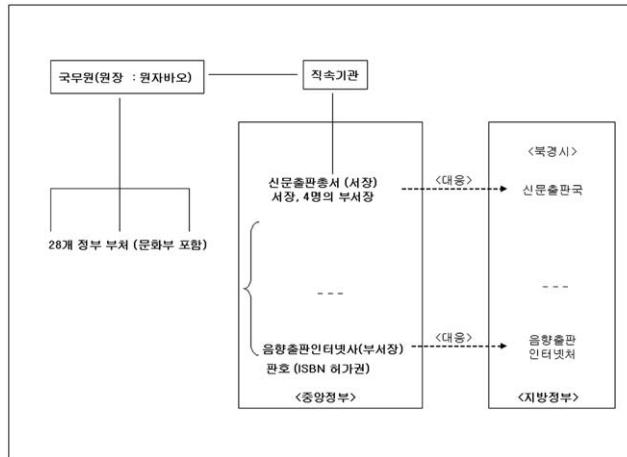 국무원(원장 : 원자바오)
직속기관
<북경시>
신문출판총서 (서장)
서장, 4명의 부서장
<대응>
신문출판국
28개 정부 부처 (문화부 포함)
음향출판인터넷사(부서장)
판호 (ISBN 허가권)
<대응>
음향출판
인터넷처
<중앙정부>
<지방정부>